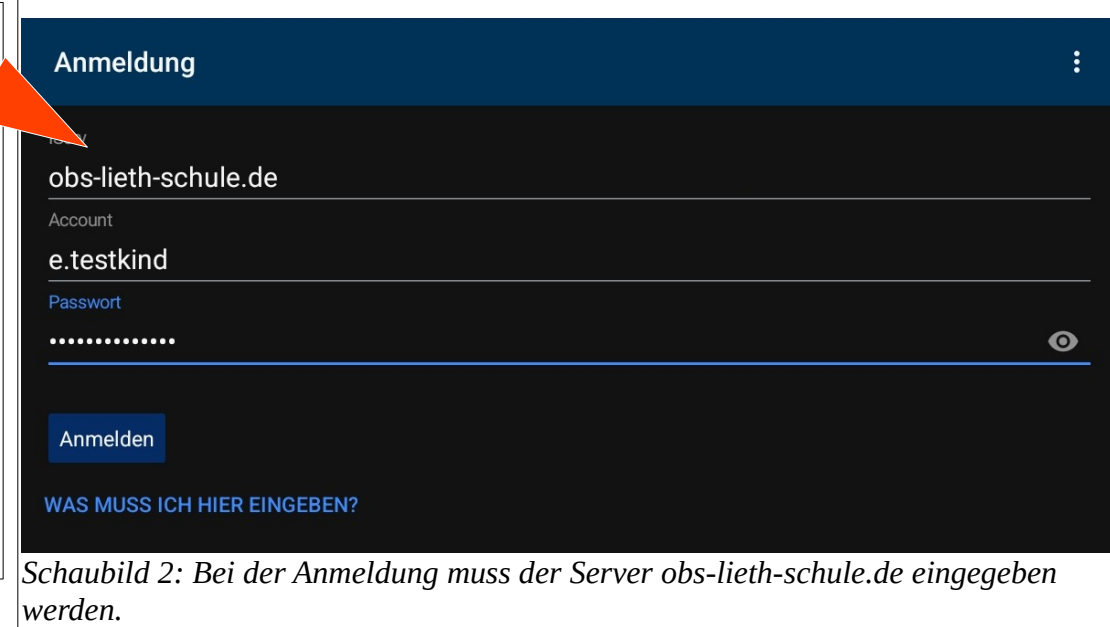 Anmeldung
obs-lieth-schule.de
Account
e.testkind
Passwort
••••••••••••••
Anmelden
WAS MUSS ICH HIER EINGEBEN?
Schaubild 2: Bei der Anmeldung muss der Server obs-lieth-schule.de eingegeben
werden.